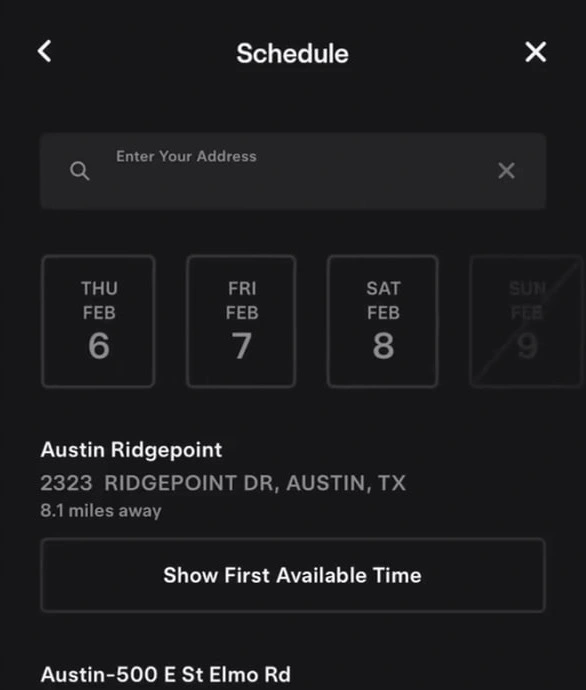 Schedule
Enter Your Address
THU FEB 6
FRI FEB 7
SAT FEB 8
SUN FEB 9
Austin Ridgepoint
2323 RIDGEPOINT DR, AUSTIN, TX
8.1 miles away
Show First Available Time
Austin-500 E St Elmo Rd